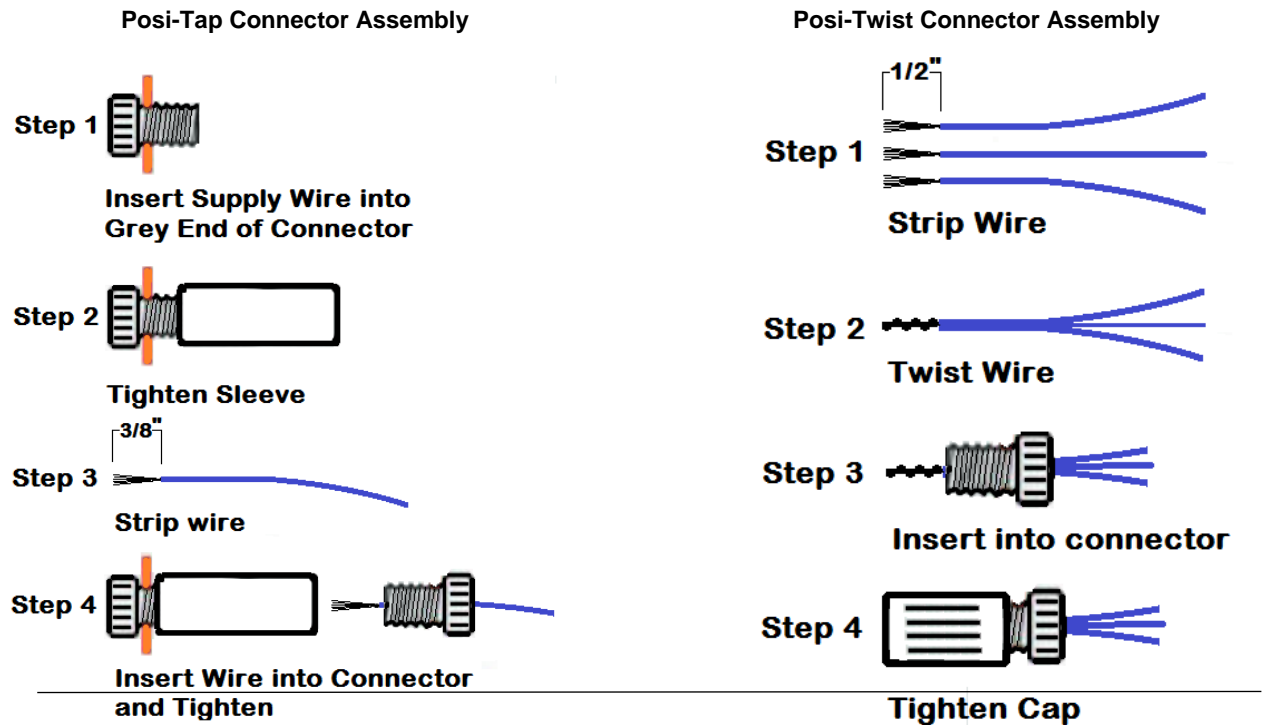 Posi-Tap Connector Assembly
Step 1
Insert Supply Wire into
Grey End of Connector
Step 2
Tighten Sleeve
3/8"
Step 3
Strip wire
Step 4
Insert Wire into Connector
and Tighten
Posi-Twist Connector Assembly
1/2"
Step 1
Strip Wire
Step 2
Twist Wire
Step 3
Insert into connector
Step 4
Tighten Cap